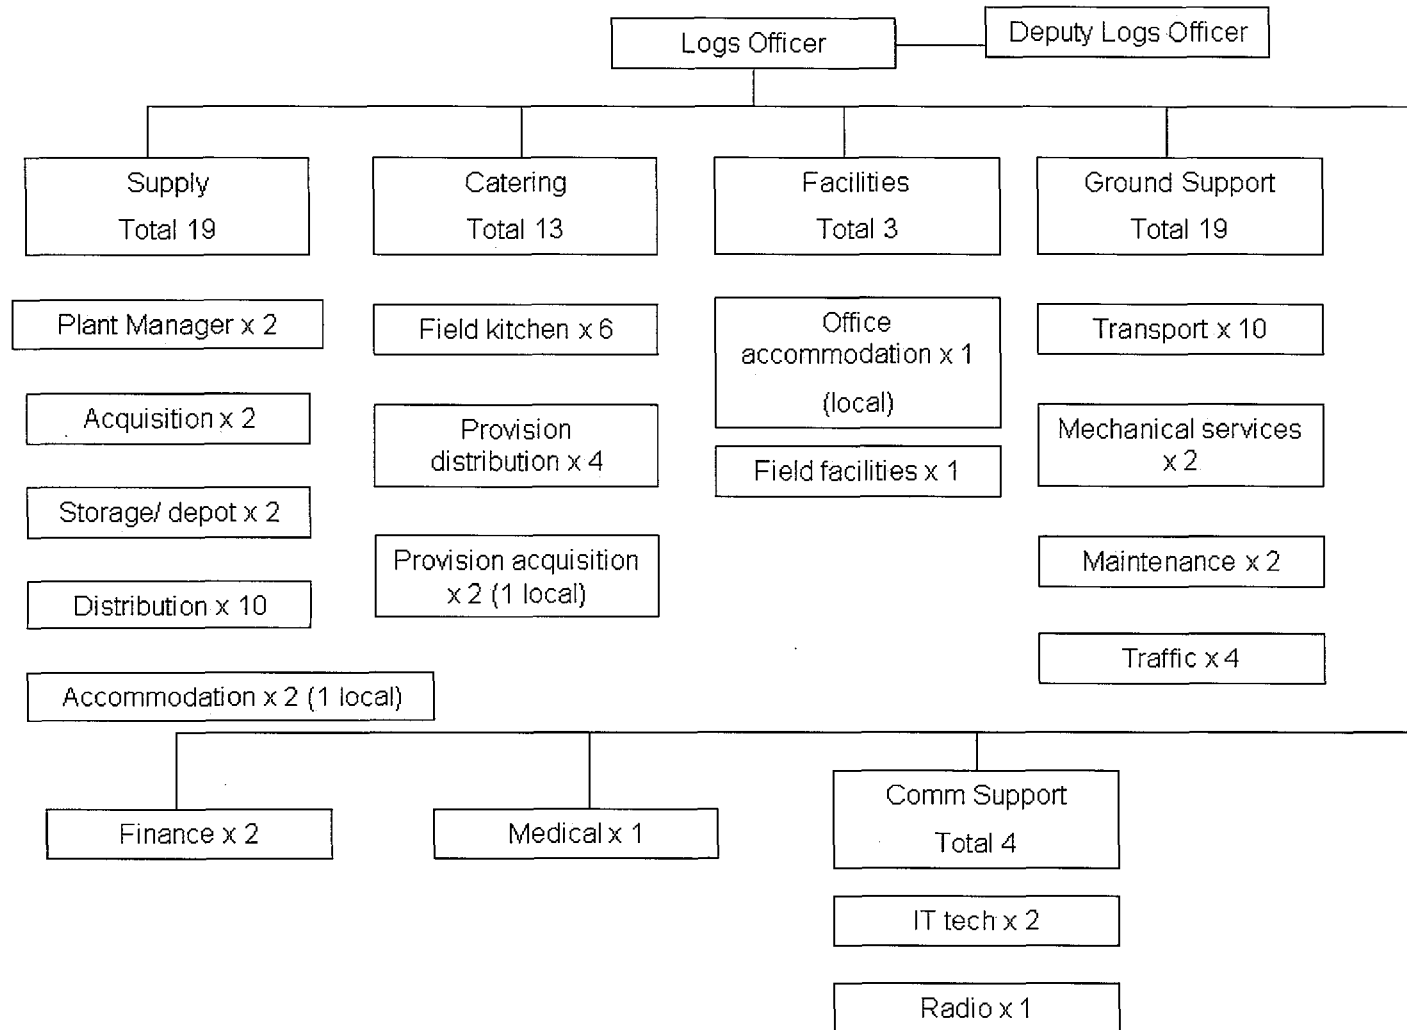 Logs Officer
Deputy Logs Officer
Supply
Total 19
Catering
Total 13
Facilities
Total 3
Ground Support
Total 19
Plant Manager x 2
Field kitchen x 6
Office
accommodation x 1
(local)
Transport x 10
Acquisition x 2
Provision
distribution x 4
Mechanical services
x 2
Field facilities x 1
Storage/ depot x 2
Provision acquisition
x 2 (1 local)
Maintenance x 2
Distribution x 10
Traffic x 4
Accommodation x 2 (1 local)
Finance x 2
Medical x 1
Comm Support
Total 4
IT tech x 2
Radio x 1